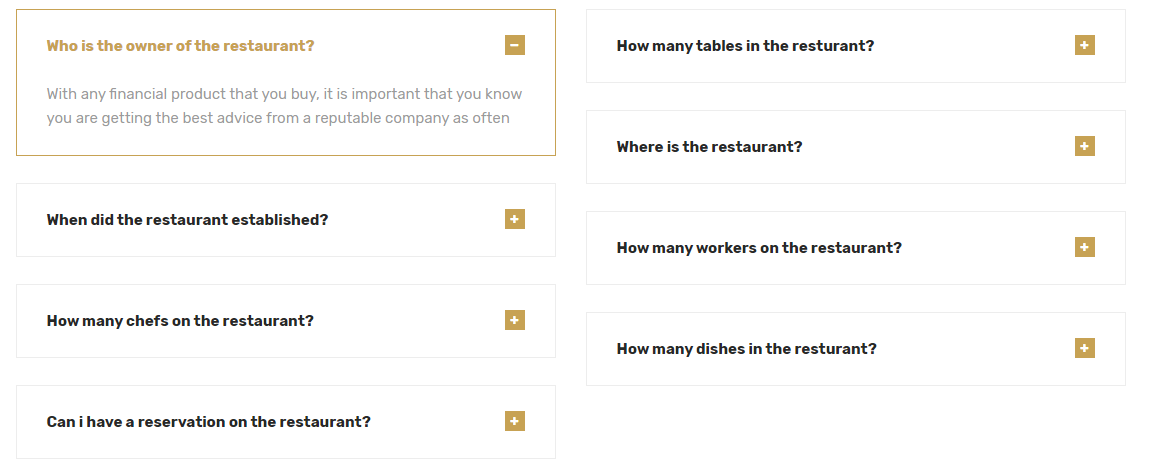 Who is the owner of the restaurant?
With any financial product that you buy, it is important that you know
you are getting the best advice from a reputable company as often
When did the restaurant established?
How many chefs on the restaurant?
Can i have a reservation on the restaurant?
How many tables in the resturant?
Where is the restaurant?
How many workers on the restaurant?
How many dishes in the resturant?